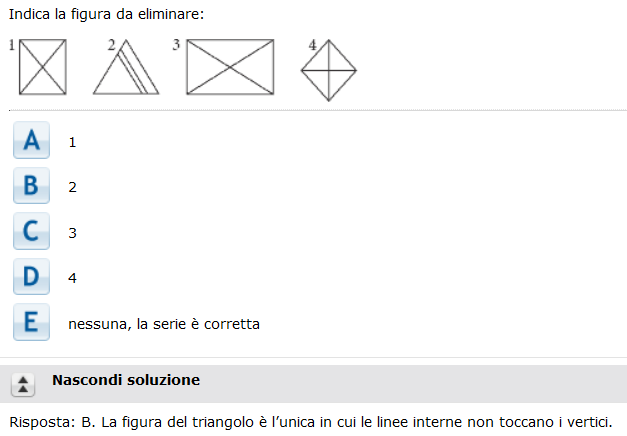 Indica la figura da eliminare:
1 2 3 4
A 1
B 2
C 3
D 4
E nessuna, la serie è corretta
Nascondi soluzione
Risposta: B. La figura del triangolo è l’unica in cui le linee interne non toccano i vertici.